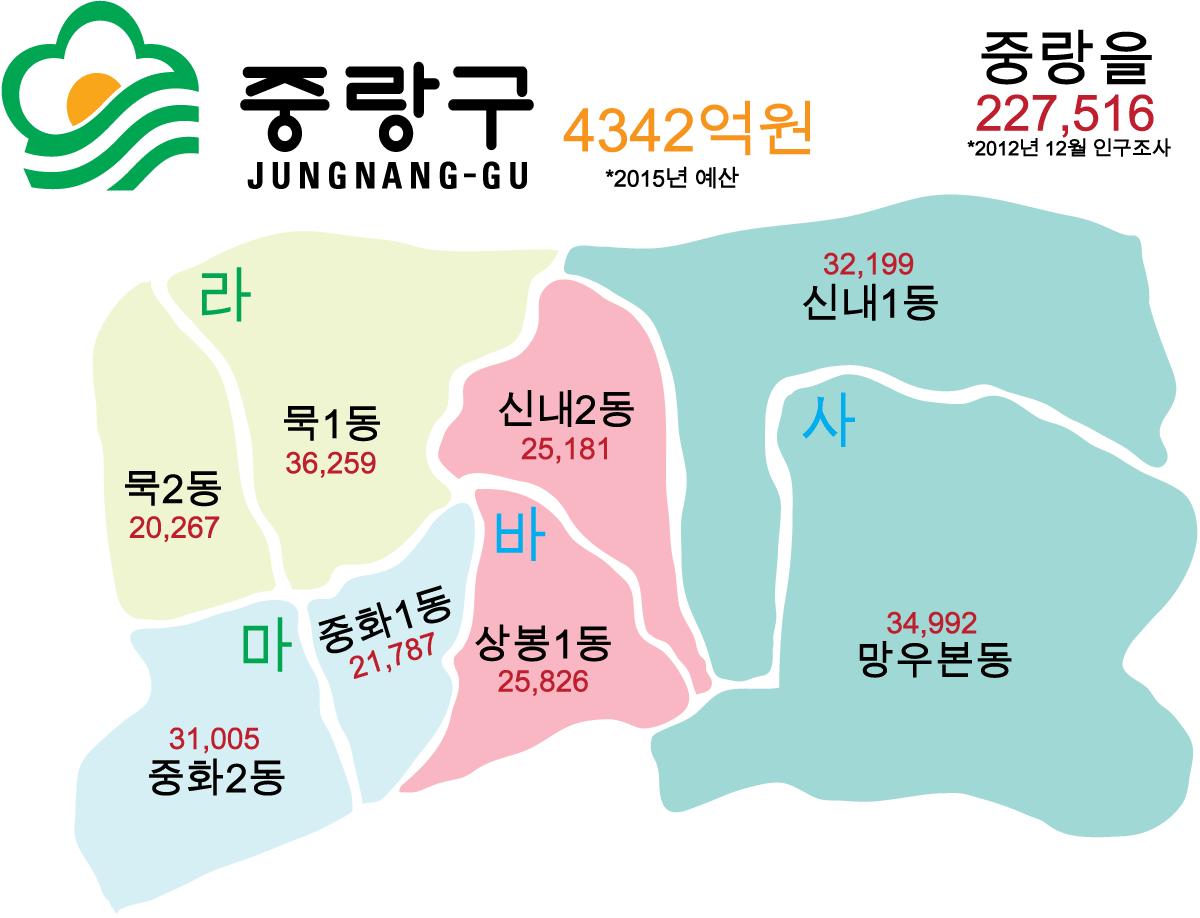 중랑구
JUNGNANG-GU
4342억원
*2015년 예산
중랑을
227,516
*2012년 12월 인구조사
라
묵1동
36,259
묵2동
20,267
신내2동
25,181
32,199
신내1동
사
34,992
망우본동
바
상봉1동
25,826
중화1동
21,787
마
31,005
중화2동